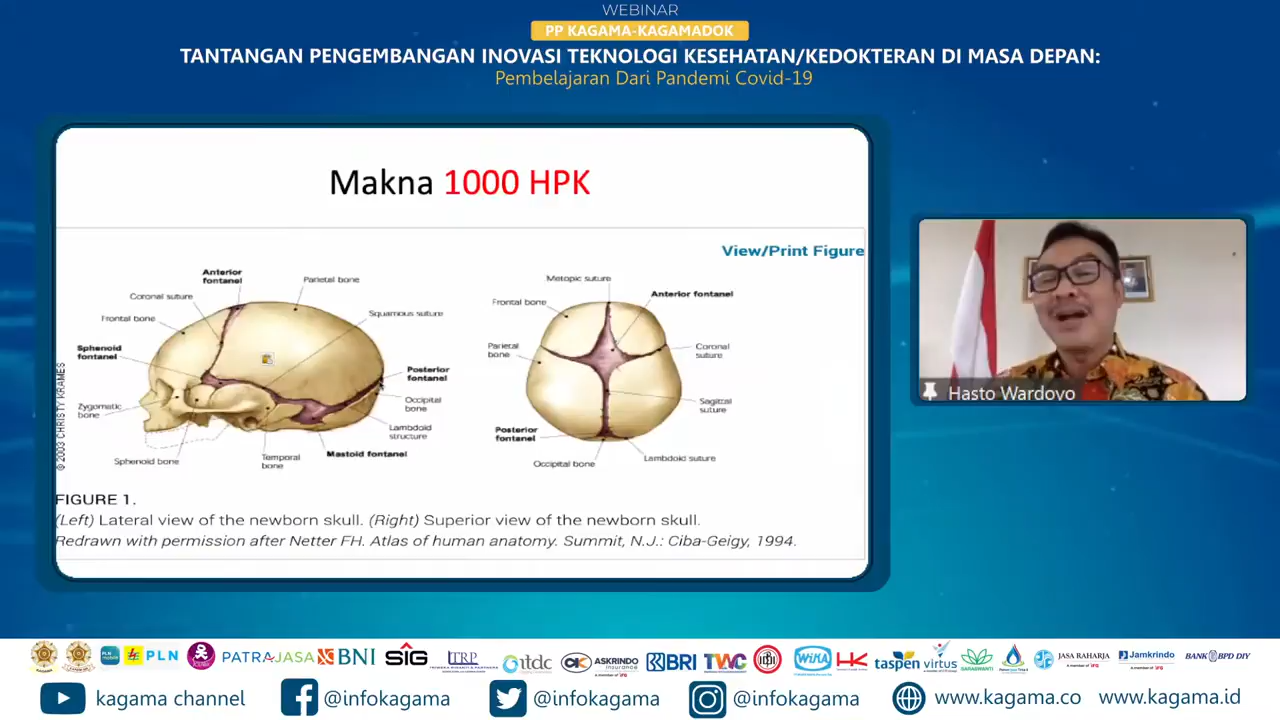 WEBINAR
PP KAGAMA-KAGAMADOK
TANTANGAN PENGEMBANGAN INOVASI TEKNOLOGI KESEHATAN/KEDOKTERAN DI MASA DEPAN:
Pembelajaran Dari Pandemi Covid-19
Makna 1000 HPK
View/Print Figure
Anterior
fontanel
Parietal bone
Coronal suture
Squamous suture
Frontal bone
Sphenoid
fontanel
Posterior
fontanel
Zygomatic
bone
Occipital
bone
Lambdoid
structure
Sphenoid bone
Temporal
bone
Mastoid fontanel
© 2003 CHRISTY KRAMES
Metopic suture
Anterior fontanel
Frontal bone
Parietal
bone
Coronal
suture
Sagittal
suture
Posterior
fontanel
Occipital bone
Lambdoid suture
FIGURE 1.
(Left) Lateral view of the newborn skull. (Right) Superior view of the newborn skull.
Redrawn with permission after Netter FH. Atlas of human anatomy. Summit, N.J.: Ciba-Geigy, 1994.
Hasto Wardoyo
PLN
PATRA JASA
BNI
SIG
TRP
itdc
AK
ASKRINDO
insurance
BRI
TWC
WIKA
HK
taspen
virtus
SARASWANTI
JASA RAHARJA
Jamkrindo
BANK BPD DIY
kagama channel
@infokagama
@infokagama
@infokagama
www.kagama.co
www.kagama.id